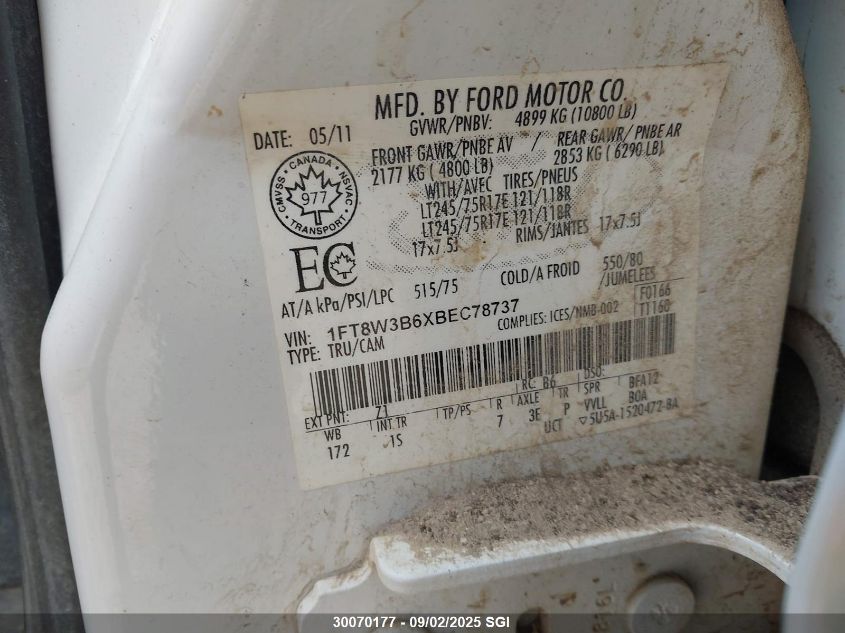 MFD. BY FORD MOTOR CO.
DATE: 05/11 GVWR/PNBV: 4899 KG (10800 LB)
FRONT GAWR/PNBE AV / REAR GAWR/PNBE AR
2177 KG ( 4800 LB) 2853 KG ( 6290 LB)
WITH/AVEC TIRES/PNEUS
LT245/75R17E 121/118R
LT245/75R17E 121/118R
17x7.5J RIMS/JANTES 17x7.5J
CMVSS · CANADA · NSVAC
977
TRANSPORT
EC
AT/A kPa/PSI/LPC 515/75 COLD/A FROID 550/80
/JUMELEES
VIN: 1FT8W3B6XBEC78737 COMPLIES: ICES/NMB-002 F0166
TYPE: TRU/CAM T1160
EXT PNT: Z1 RC: B6 DSO:
WB INT TR TP/PS R AXLE TR SPR BFA12
172 1S 7 3E P VVLL BOA
UCT ▽5U5A-1520472-BA
30070177 - 09/02/2025 SGI